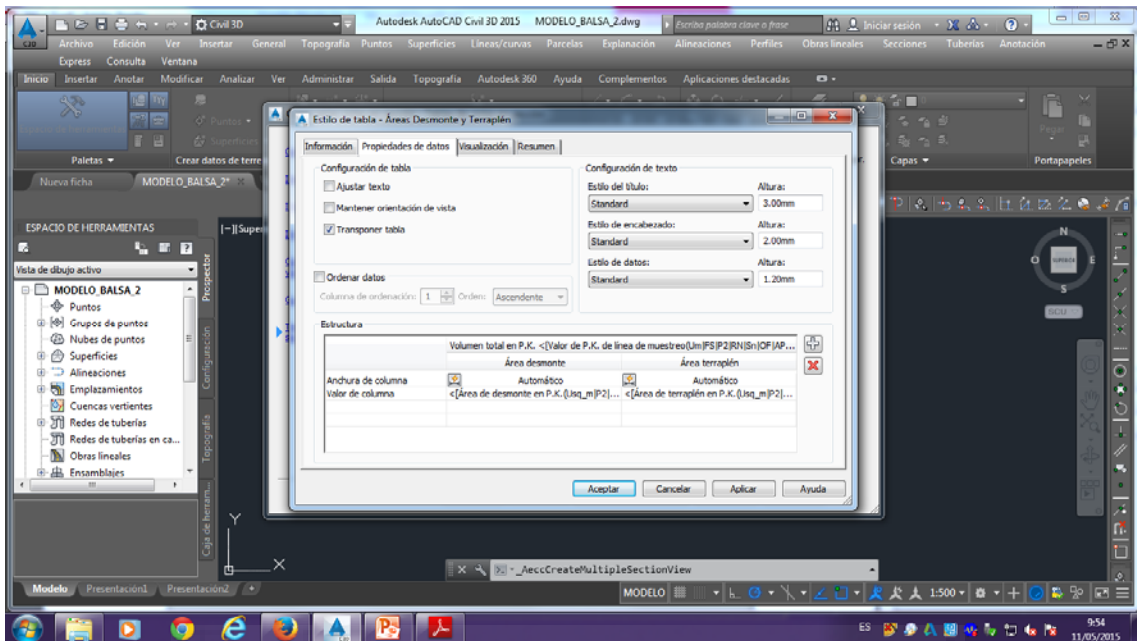 Civil 3D
Autodesk AutoCAD Civil 3D 2015 MODELO_BALSA_2.dwg
Escriba palabra clave o frase
Iniciar sesión
Archivo Edición Ver Insertar General Topografía Puntos Superficies Líneas/curvas Parcelas Explanación Alineaciones Perfiles Obras lineales Secciones Tuberías Anotación
Express Consulta Ventana
Inicio Insertar Anotar Modificar Analizar Ver Administrar Salida Topografía Autodesk 360 Ayuda Complementos Aplicaciones destacadas
Puntos
Pegar
Paletas Crear datos de terre
Capas Portapapeles
Nueva ficha MODELO_BALSA_2*
ESPACIO DE HERRAMIENTAS
[-][Super
Vista de dibujo activo
MODELO_BALSA_2
Puntos
Grupos de puntos
Nubes de puntos
Superficies
Alineaciones
Emplazamientos
Cuencas vertientes
Redes de tuberías
Redes de tuberías en ca...
Obras lineales
Ensamblajes
Prospector
Configuración
Topografía
Caja de herram...
Estilo de tabla - Áreas Desmonte y Terraplén
Información Propiedades de datos Visualización Resumen
Configuración de tabla
Ajustar texto
Mantener orientación de vista
Transponer tabla
Ordenar datos
Columna de ordenación: 1 Orden: Ascendente
Configuración de texto
Estilo del título: Altura:
Standard 3.00mm
Estilo de encabezado: Altura:
Standard 2.00mm
Estilo de datos: Altura:
Standard 1.20mm
Estructura
Volumen total en P.K. <[Valor de P.K. de línea de muestreo(Um|FS|P2|RN|Sn|OF|AP...
Área desmonte Área terraplén
Anchura de columna Automático Automático
Valor de columna <[Área de desmonte en P.K.(Usq_m|P2|... <[Área de terraplén en P.K.(Usq_m|P2|...
Aceptar Cancelar Aplicar Ayuda
N
O E
S
SCU
Y
X
_AeccCreateMultipleSectionView
Modelo Presentación1 Presentación2
MODELO 1:500
ES
9:54
11/05/2015